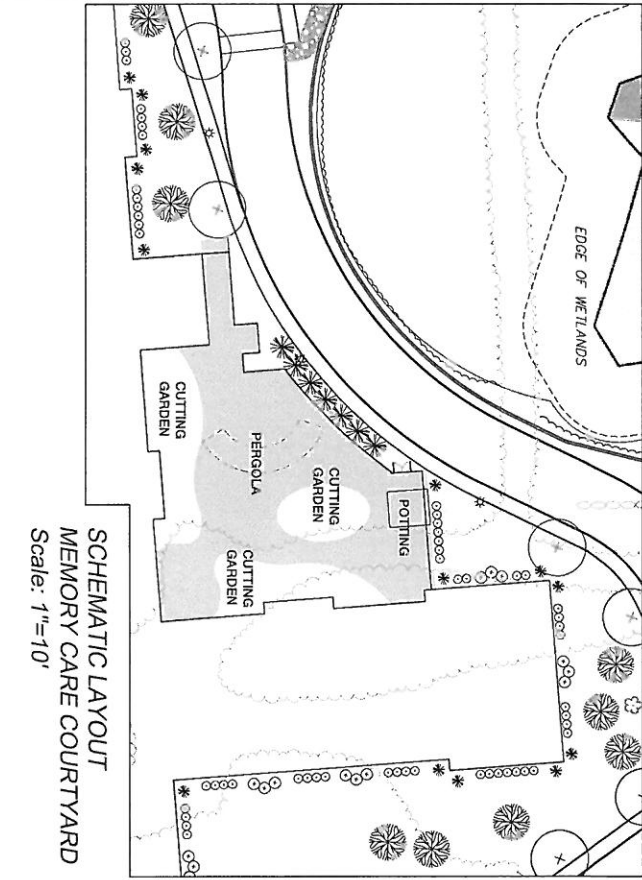 EDGE OF WETLANDS
POTTING
CUTTING
GARDEN
PERGOLA
CUTTING
GARDEN
CUTTING
GARDEN
SCHEMATIC LAYOUT
MEMORY CARE COURTYARD
Scale: 1"=10'